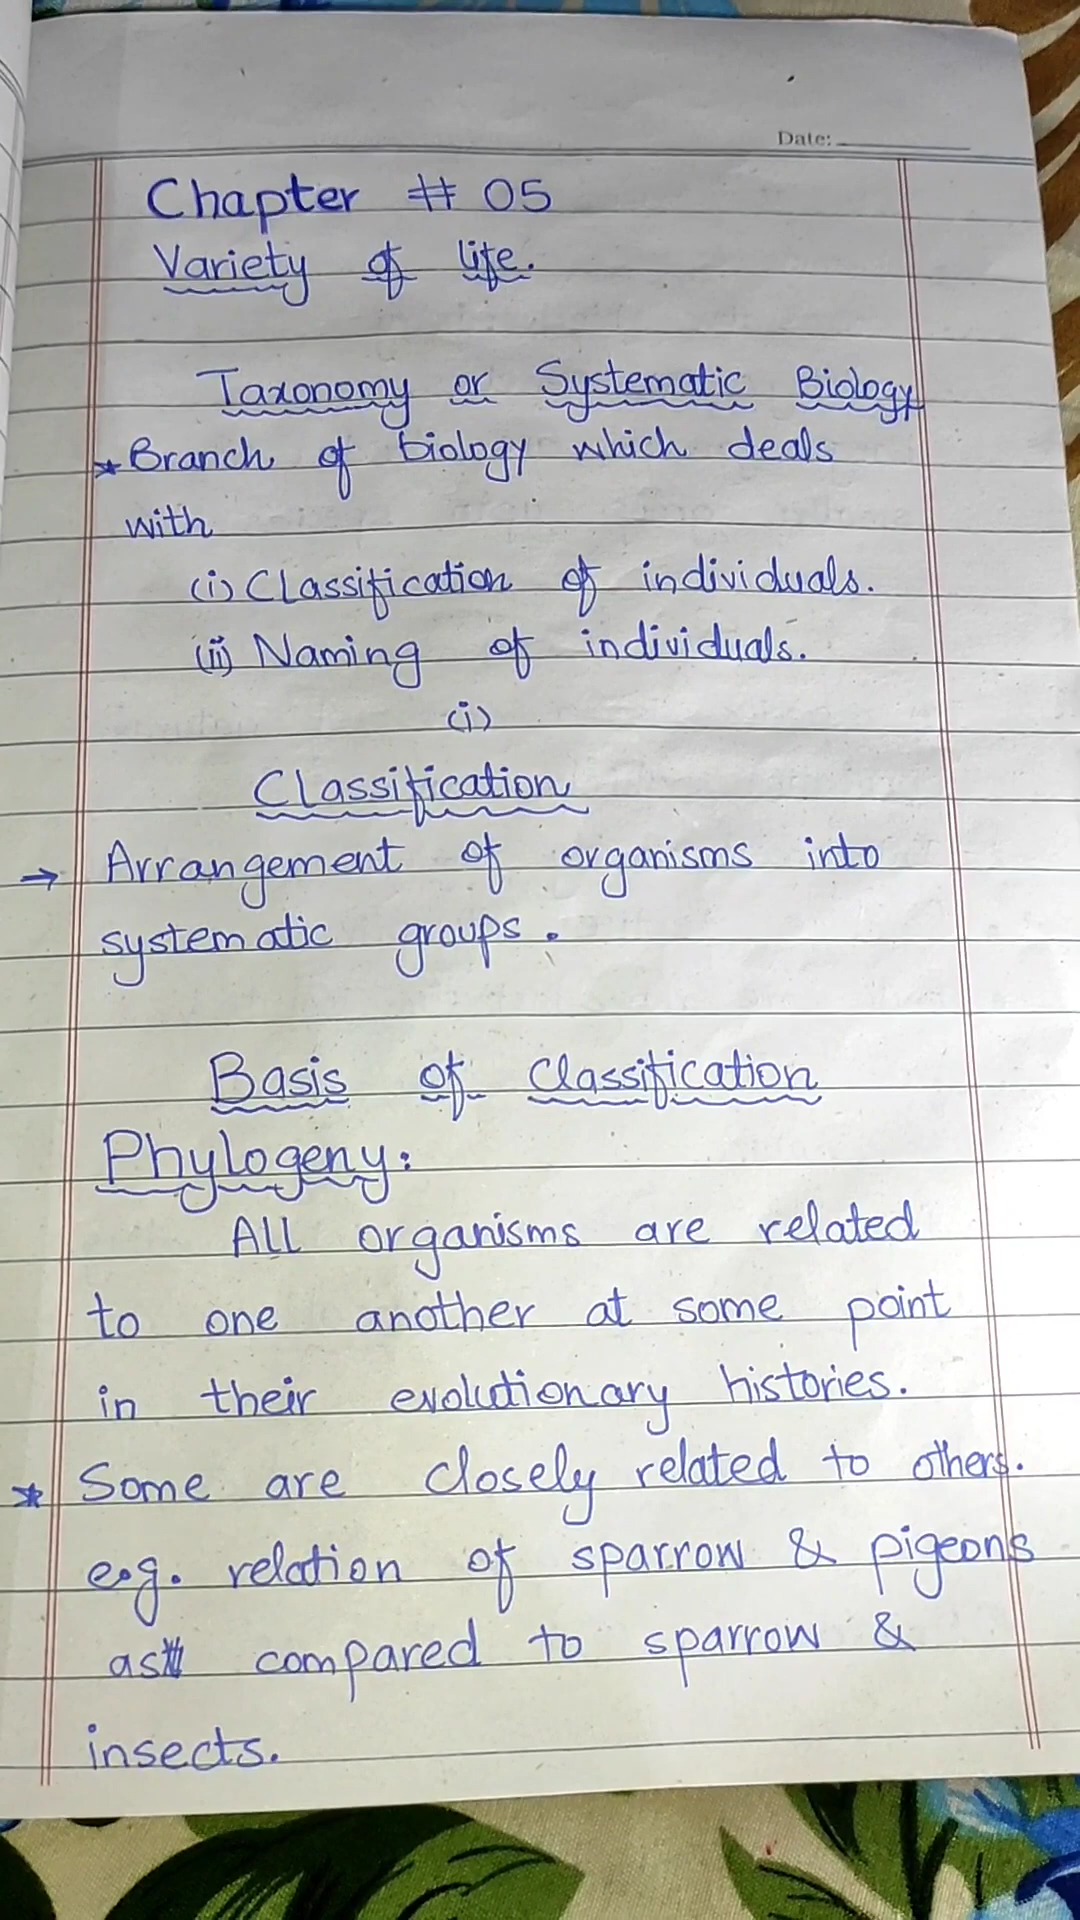 Date:
Chapter # 05
Variety of life.
Taxonomy or Systematic Biology
* Branch of biology which deals
with
(i) Classification of individuals.
(ii) Naming of individuals.
(i)
Classification
→ Arrangement of organisms into
systematic groups.
Basis of Classification
Phylogeny:
All organisms are related
to one another at some point
in their evolutionary histories.
* Some are closely related to others.
e.g. relation of sparrow & pigeons
as compared to sparrow &
insects.